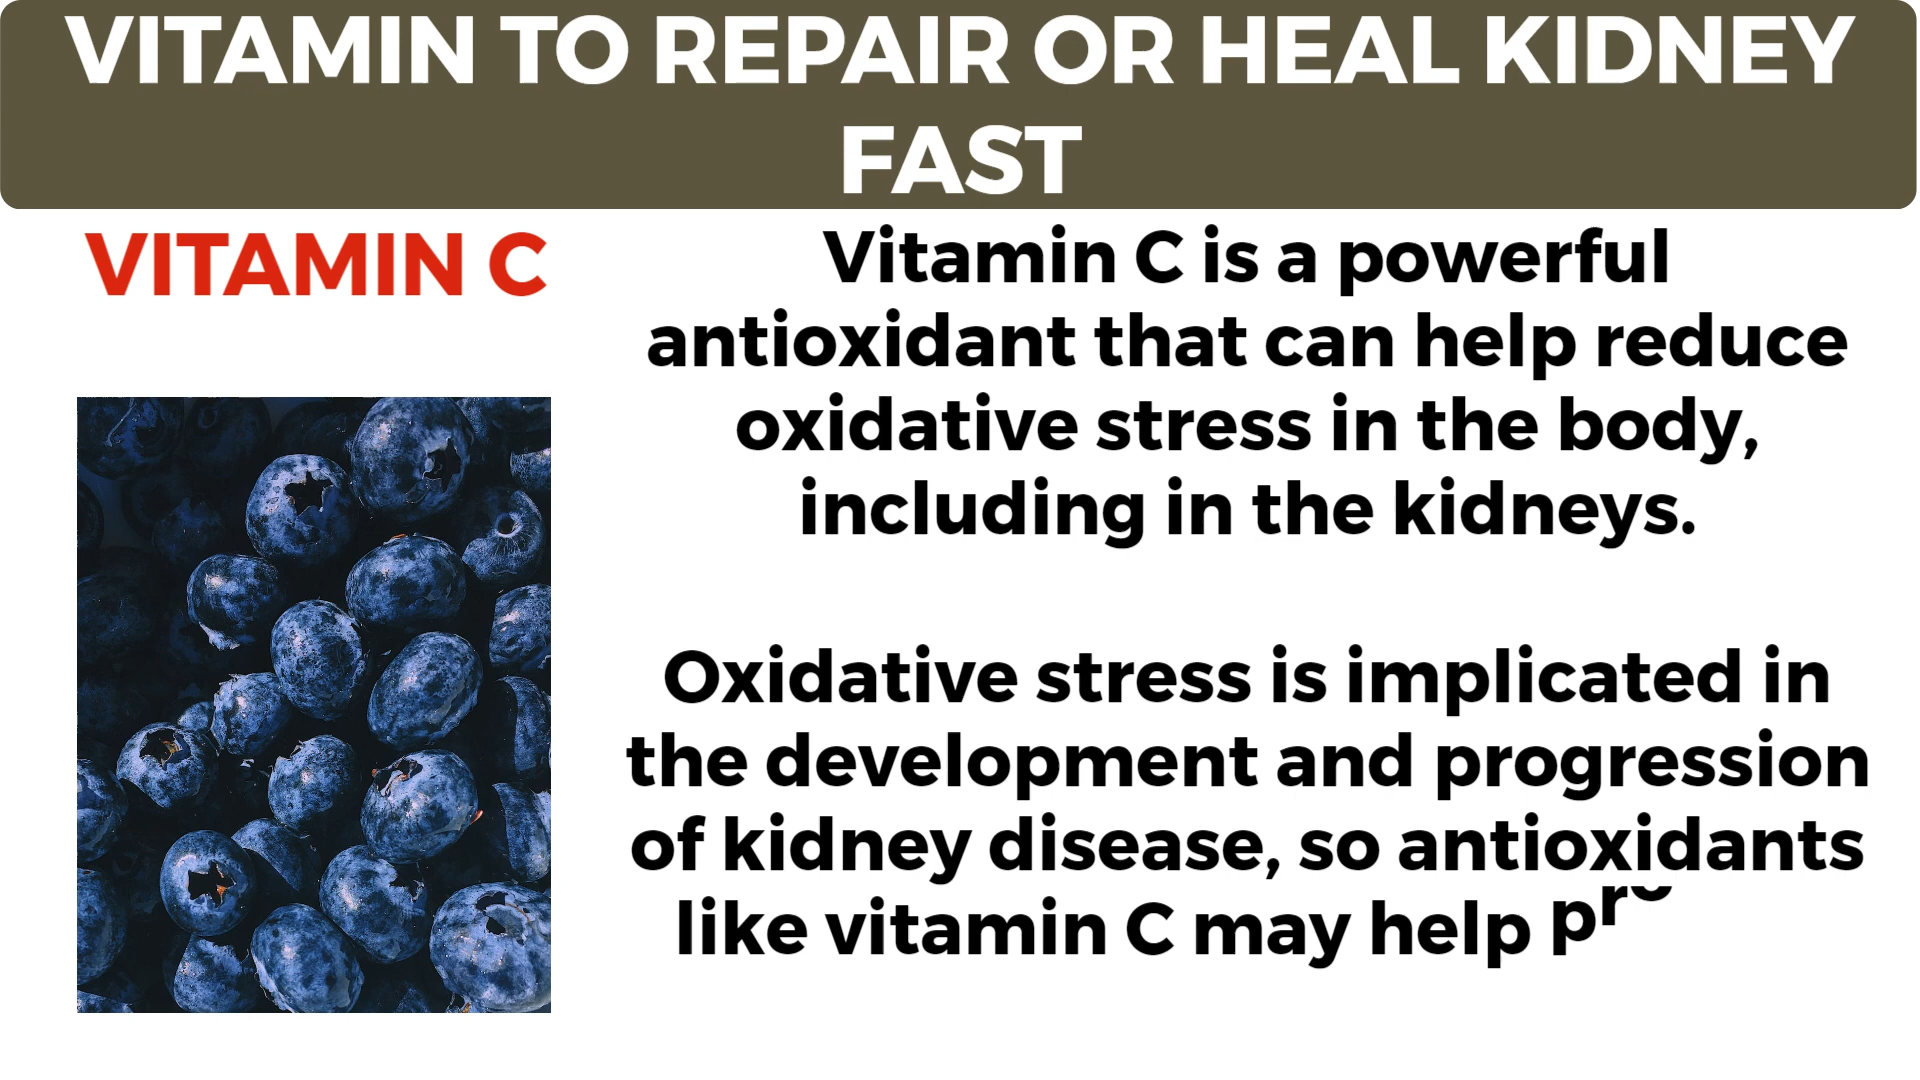 VITAMIN TO REPAIR OR HEAL KIDNEY
FAST
VITAMIN C
Vitamin C is a powerful
antioxidant that can help reduce
oxidative stress in the body,
including in the kidneys.
Oxidative stress is implicated in
the development and progression
of kidney disease, so antioxidants
like vitamin C may help